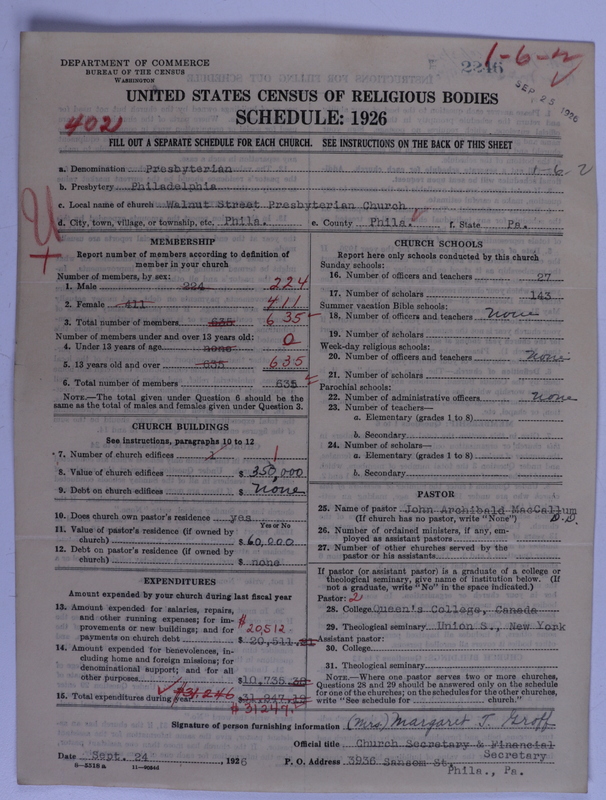 DEPARTMENT OF COMMERCE
BUREAU OF THE CENSUS
WASHINGTON
2246
1-6-2
SEP 25 1926
UNITED STATES CENSUS OF RELIGIOUS BODIES
SCHEDULE: 1926
402
FILL OUT A SEPARATE SCHEDULE FOR EACH CHURCH. SEE INSTRUCTIONS ON THE BACK OF THIS SHEET
a. Denomination Presbyterian 1-6-2
b. Presbytery Philadelphia
c. Local name of church Walnut Street Presbyterian Church
d. City, town, village, or township, etc. Phila. e. County Phila. f. State Pa.
MEMBERSHIP
Report number of members according to definition of
member in your church
Number of members, by sex:
1. Male 224 224
2. Female 411 411
3. Total number of members 635 635
Number of members under and over 13 years old:
4. Under 13 years of age none 0
5. 13 years old and over 635 635
6. Total number of members 635
NOTE.—The total given under Question 6 should be the
same as the total of males and females given under Question 3.
CHURCH BUILDINGS
See instructions, paragraphs 10 to 12
7. Number of church edifices 1 1
8. Value of church edifices $ 350,000
9. Debt on church edifices $ None
10. Does church own pastor's residence yes
Yes or No
11. Value of pastor's residence (if owned by
church) $ 60,000
12. Debt on pastor's residence (if owned by
church) $ none
EXPENDITURES
Amount expended by your church during last fiscal year
13. Amount expended for salaries, repairs,
and other running expenses; for im-
provements or new buildings; and for
payments on church debt $ 20,511.
$ 20,512
14. Amount expended for benevolences, in-
cluding home and foreign missions; for
denominational support; and for all
other purposes $ 10,735.
15. Total expenditures during year $31246 $
$31247.
CHURCH SCHOOLS
Report here only schools conducted by this church
Sunday schools:
16. Number of officers and teachers 27
17. Number of scholars 143
Summer vacation Bible schools:
18. Number of officers and teachers None
19. Number of scholars
Week-day religious schools:
20. Number of officers and teachers None
21. Number of scholars
Parochial schools:
22. Number of administrative officers None
23. Number of teachers—
a. Elementary (grades 1 to 8)
b. Secondary
24. Number of scholars—
a. Elementary (grades 1 to 8)
b. Secondary
PASTOR
25. Name of pastor John Archibald MacCallum
(If church has no pastor, write "None") D.D.
26. Number of ordained ministers, if any, em-
ployed as assistant pastors
27. Number of other churches served by the
pastor or his assistants
If pastor (or assistant pastor) is a graduate of a college or
theological seminary, give name of institution below. (If
not a graduate, write "No" in the space indicated.)
Pastor: 2
28. College Queen's College, Canada
29. Theological seminary Union S., New York
Assistant pastor:
30. College
31. Theological seminary
NOTE.—Where one pastor serves two or more churches,
Questions 28 and 29 should be answered only on the schedule
for one of the churches; on the schedules for the other churches,
write "See schedule for church."
Signature of person furnishing information (Mrs) Margaret T. Groff
Official title Church Secretary & Financial
Secretary
Date Sept. 24, 1926 P. O. Address 3936 Sansom St.,
Phila., Pa.
8-5318 a 11-9034d